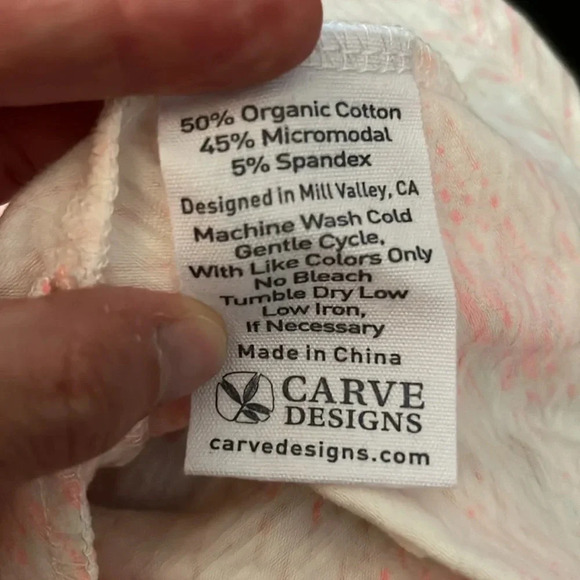 50% Organic Cotton
45% Micromodal
5% Spandex
Designed in Mill Valley, CA
Machine Wash Cold
Gentle Cycle,
With Like Colors Only
No Bleach
Tumble Dry Low
Low Iron,
If Necessary
Made in China
CARVE
DESIGNS
carvedesigns.com